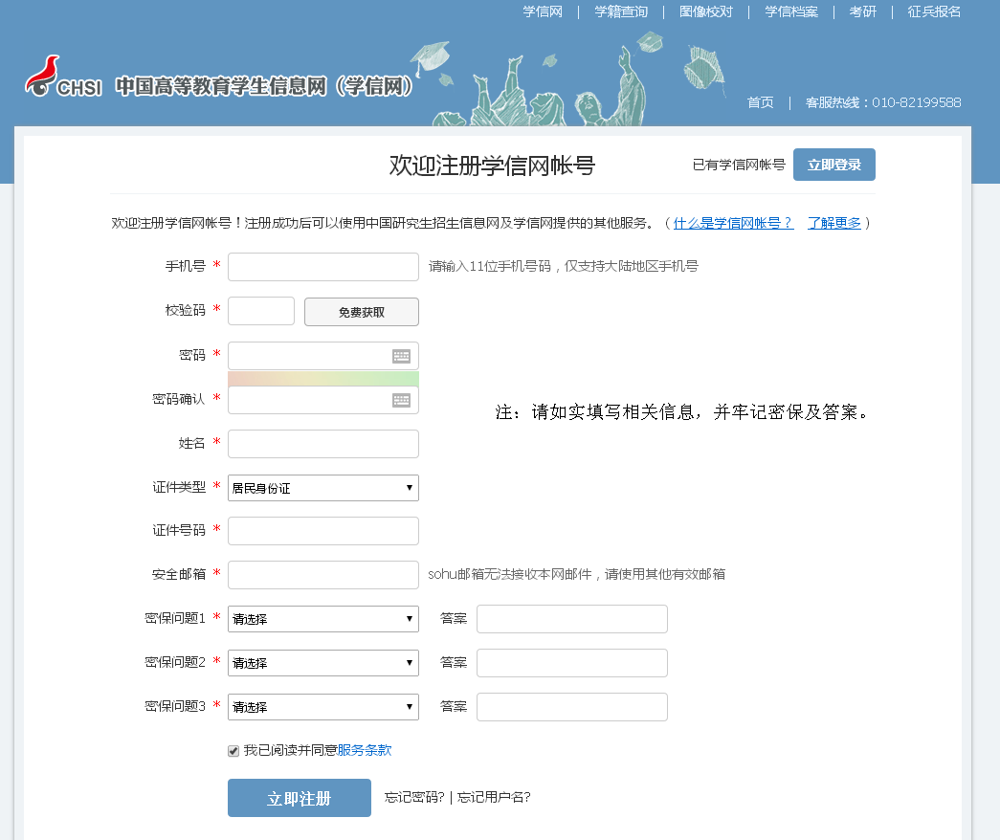 学信网 | 学籍查询 | 图像校对 | 学信档案 | 考研 | 征兵报名
CHSI 中国高等教育学生信息网（学信网）
首页 | 客服热线：010-82199588
欢迎注册学信网帐号
已有学信网帐号 立即登录
欢迎注册学信网帐号！注册成功后可以使用中国研究生招生信息网及学信网提供的其他服务。（什么是学信网帐号？ 了解更多）
手机号 * 请输入11位手机号码，仅支持大陆地区手机号
校验码 * 免费获取
密码 *
密码确认 *
注：请如实填写相关信息，并牢记密保及答案。
姓名 *
证件类型 * 居民身份证
证件号码 *
安全邮箱 * sohu邮箱无法接收本网邮件，请使用其他有效邮箱
密保问题1 * 请选择 答案
密保问题2 * 请选择 答案
密保问题3 * 请选择 答案
我已阅读并同意服务条款
立即注册 忘记密码? | 忘记用户名?